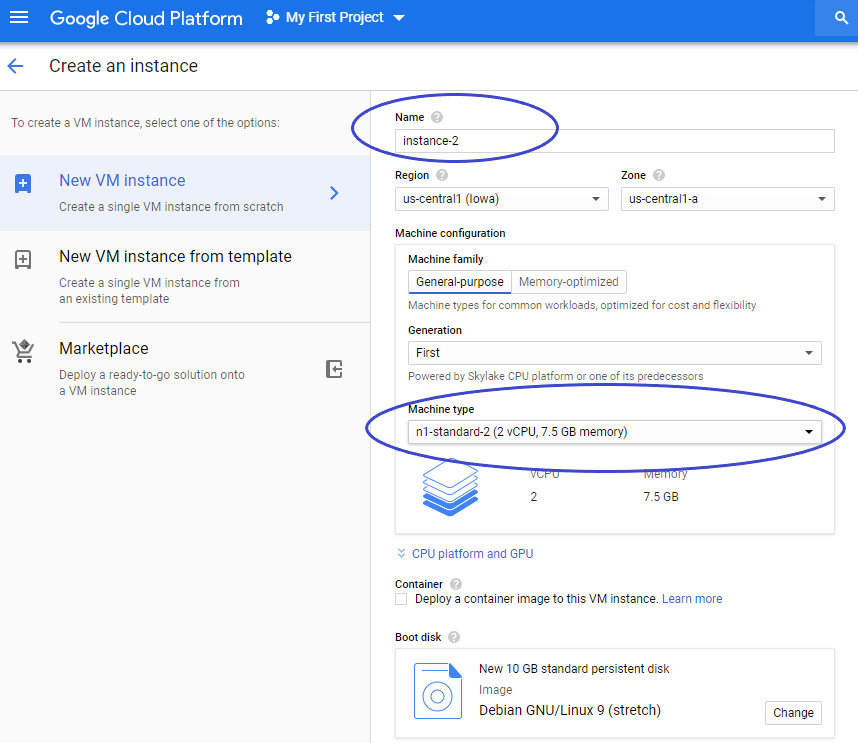 Google Cloud Platform My First Project
Create an instance
To create a VM instance, select one of the options:
New VM instance
Create a single VM instance from scratch
New VM instance from template
Create a single VM instance from
an existing template
Marketplace
Deploy a ready-to-go solution onto
a VM instance
Name ?
instance-2
Region ? Zone ?
us-central1 (Iowa) us-central1-a
Machine configuration
Machine family
General-purpose Memory-optimized
Machine types for common workloads, optimized for cost and flexibility
Generation
First
Powered by Skylake CPU platform or one of its predecessors
Machine type
n1-standard-2 (2 vCPU, 7.5 GB memory)
vCPU Memory
2 7.5 GB
CPU platform and GPU
Container ?
Deploy a container image to this VM instance. Learn more
Boot disk ?
New 10 GB standard persistent disk
Image
Debian GNU/Linux 9 (stretch)
Change